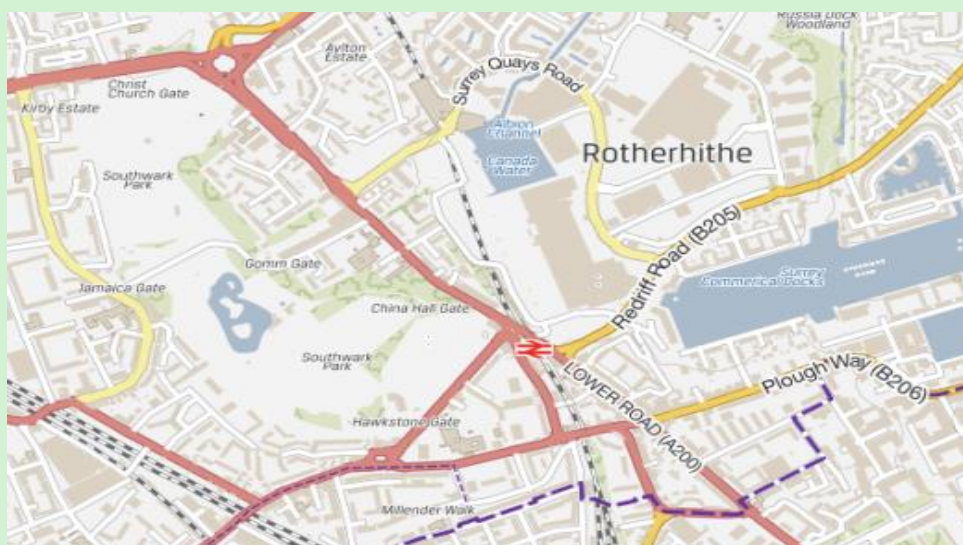 Russia Dock
Woodland
Aylton
Estate
Christ
Church Gate
Kirby Estate
Surrey Quays Road
Albion
Channel
Canada
Water
Rotherhithe
Southwark
Park
Redriff Road (B205)
Gomm Gate
Jamaica Gate
Surrey
Commerical Docks
China Hall Gate
Southwark
Park
LOWER ROAD (A200)
Plough Way (B206)
Hawkstone Gate
Millender Walk